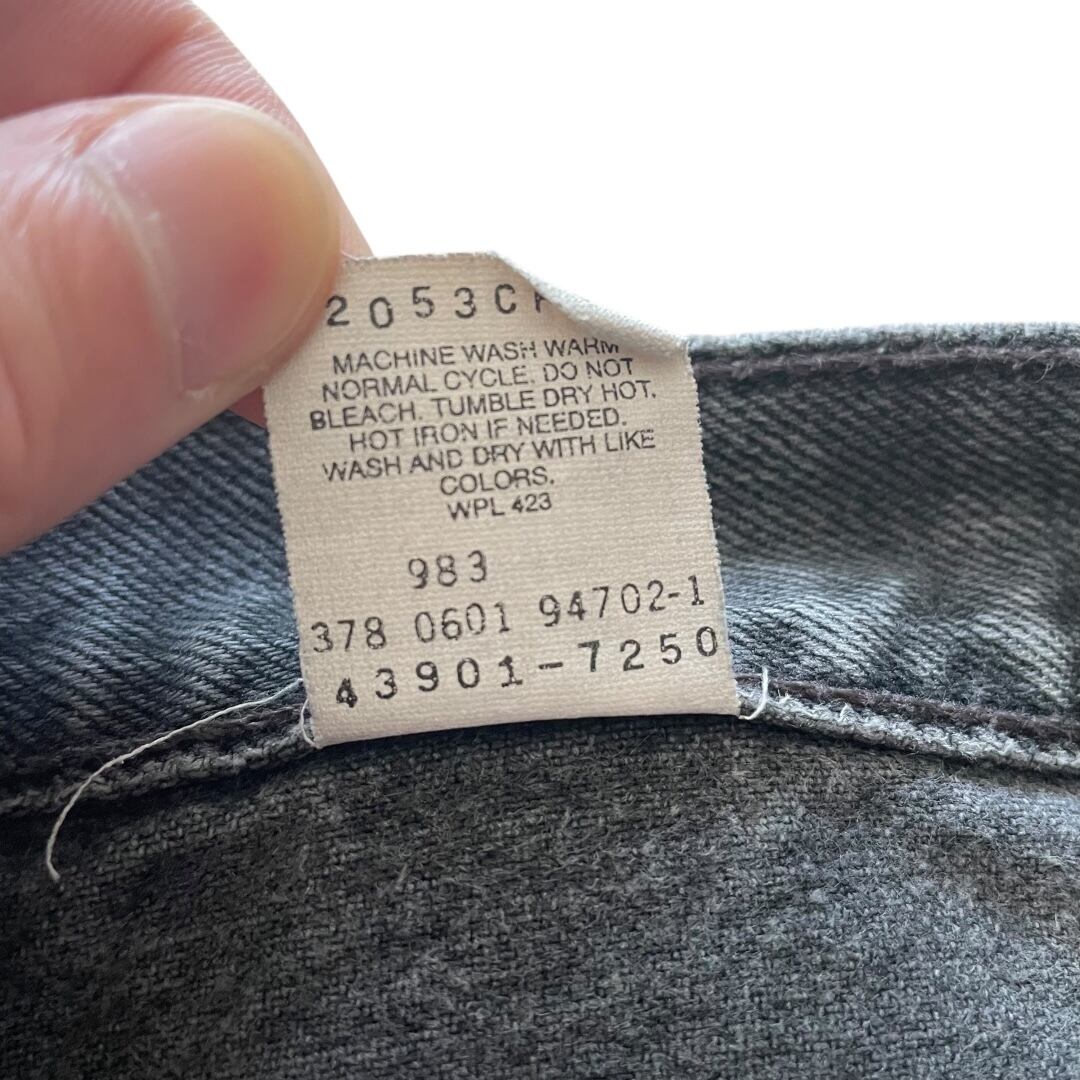 2053C
MACHINE WASH WARM
NORMAL CYCLE. DO NOT
BLEACH. TUMBLE DRY HOT.
HOT IRON IF NEEDED.
WASH AND DRY WITH LIKE
COLORS.
WPL 423
983
378 0601 94702-1
43901-7250